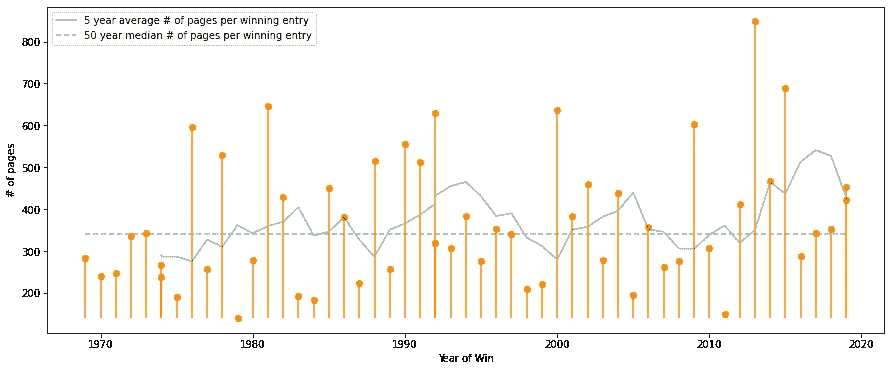 5 year average # of pages per winning entry
50 year median # of pages per winning entry
# of pages
800
700
600
500
400
300
200
1970 1980 1990 2000 2010 2020
Year of Win